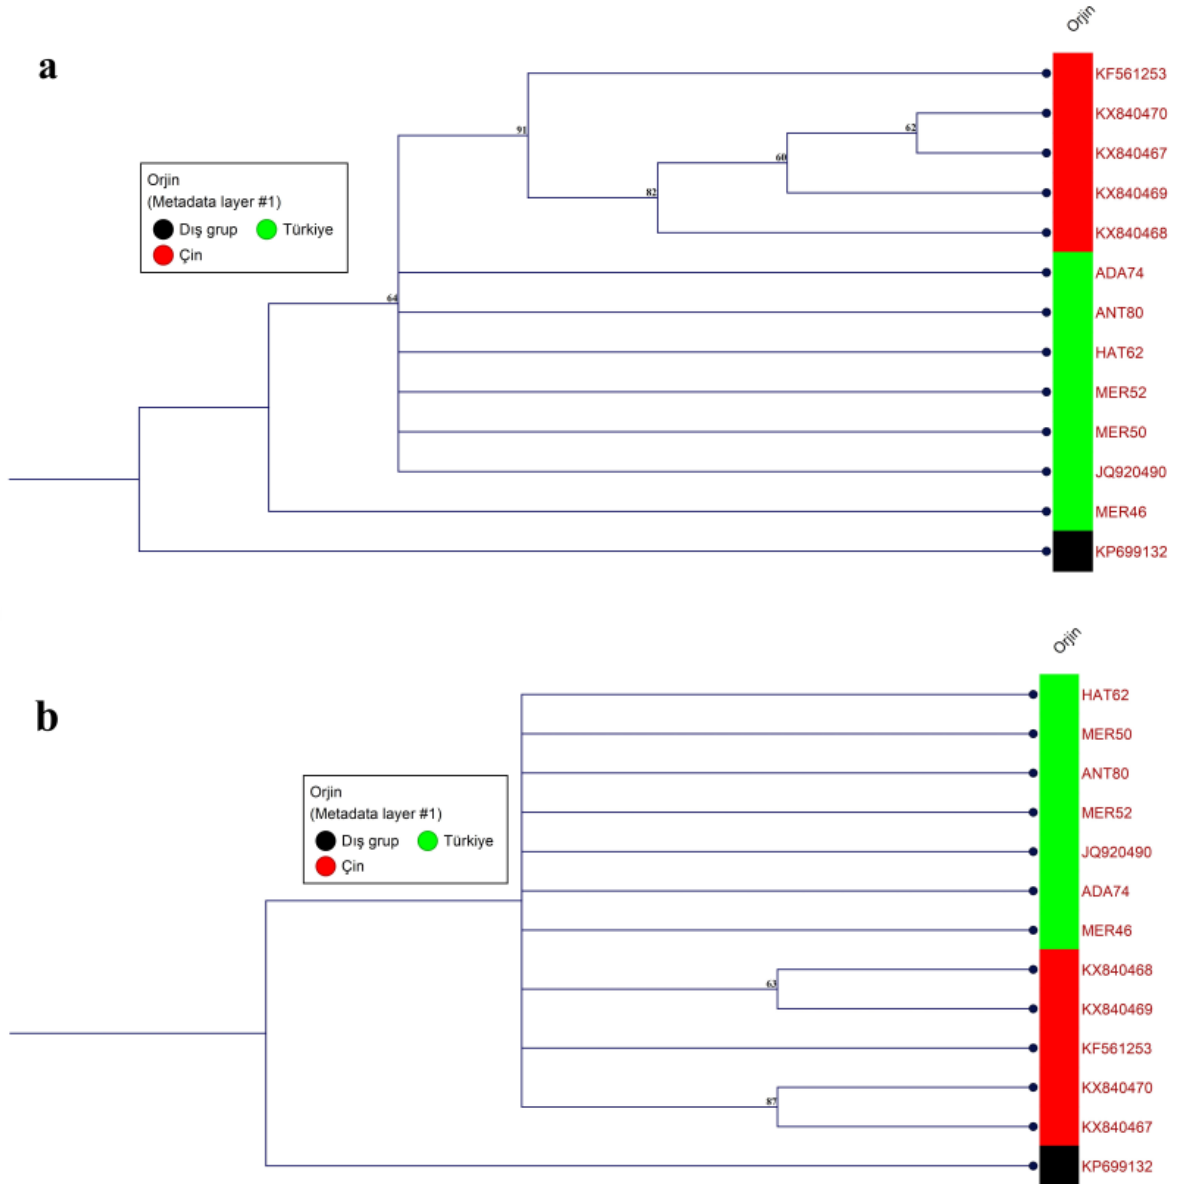 Orjin
a
KF561253
91
KX840470
62
KX840467
60
Orjin
(Metadata layer #1)
Dış grup Türkiye
Çin
82
KX840469
KX840468
ADA74
64
ANT80
HAT62
MER52
MER50
JQ920490
MER46
KP699132
Orjin
b
HAT62
MER50
ANT80
Orjin
(Metadata layer #1)
Dış grup Türkiye
Çin
MER52
JQ920490
ADA74
MER46
KX840468
63
KX840469
KF561253
KX840470
87
KX840467
KP699132